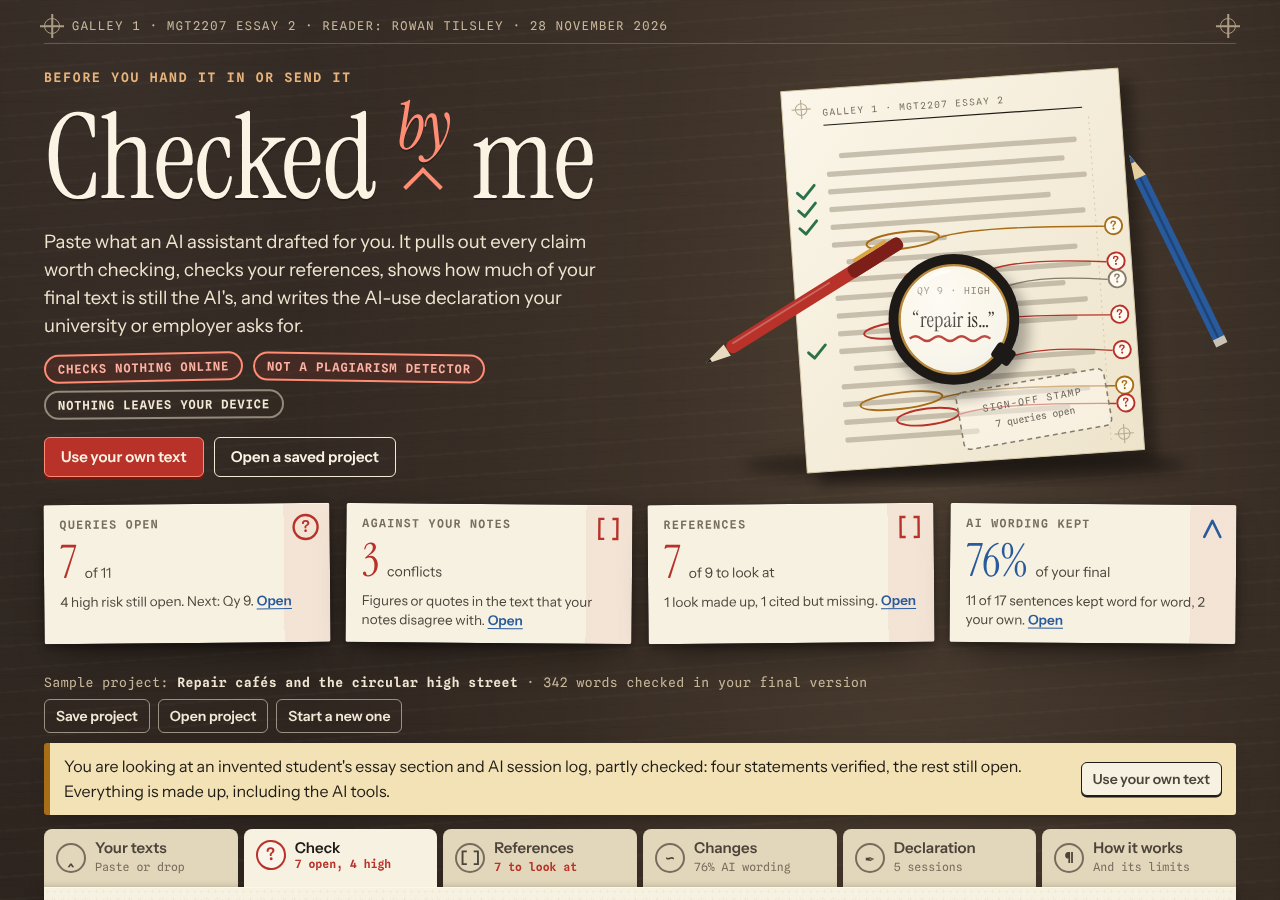 GALLEY 1 · MGT2207 ESSAY 2 · READER: ROWAN TILSLEY · 28 NOVEMBER 2026
BEFORE YOU HAND IT IN OR SEND IT
Checked by me
Paste what an AI assistant drafted for you. It pulls out every claim
worth checking, checks your references, shows how much of your
final text is still the AI's, and writes the AI-use declaration your
university or employer asks for.
CHECKS NOTHING ONLINE
NOT A PLAGIARISM DETECTOR
NOTHING LEAVES YOUR DEVICE
Use your own text
Open a saved project
GALLEY 1 · MGT2207 ESSAY 2
?
?
?
QY 9 · HIGH
“repair is…”
?
?
?
?
SIGN-OFF STAMP
7 queries open
QUERIES OPEN
?
7 of 11
4 high risk still open. Next: Qy 9. Open
AGAINST YOUR NOTES
[ ]
3 conflicts
Figures or quotes in the text that your
notes disagree with. Open
REFERENCES
[ ]
7 of 9 to look at
1 look made up, 1 cited but missing. Open
AI WORDING KEPT
76% of your final
11 of 17 sentences kept word for word, 2
your own. Open
Sample project: Repair cafés and the circular high street · 342 words checked in your final version
Save project
Open project
Start a new one
You are looking at an invented student's essay section and AI session log, partly checked: four statements verified, the rest still open.
Everything is made up, including the AI tools.
Use your own text
‸ Your texts
Paste or drop
? Check
7 open, 4 high
[ ] References
7 to look at
∽ Changes
76% AI wording
✒ Declaration
5 sessions
¶ How it works
And its limits